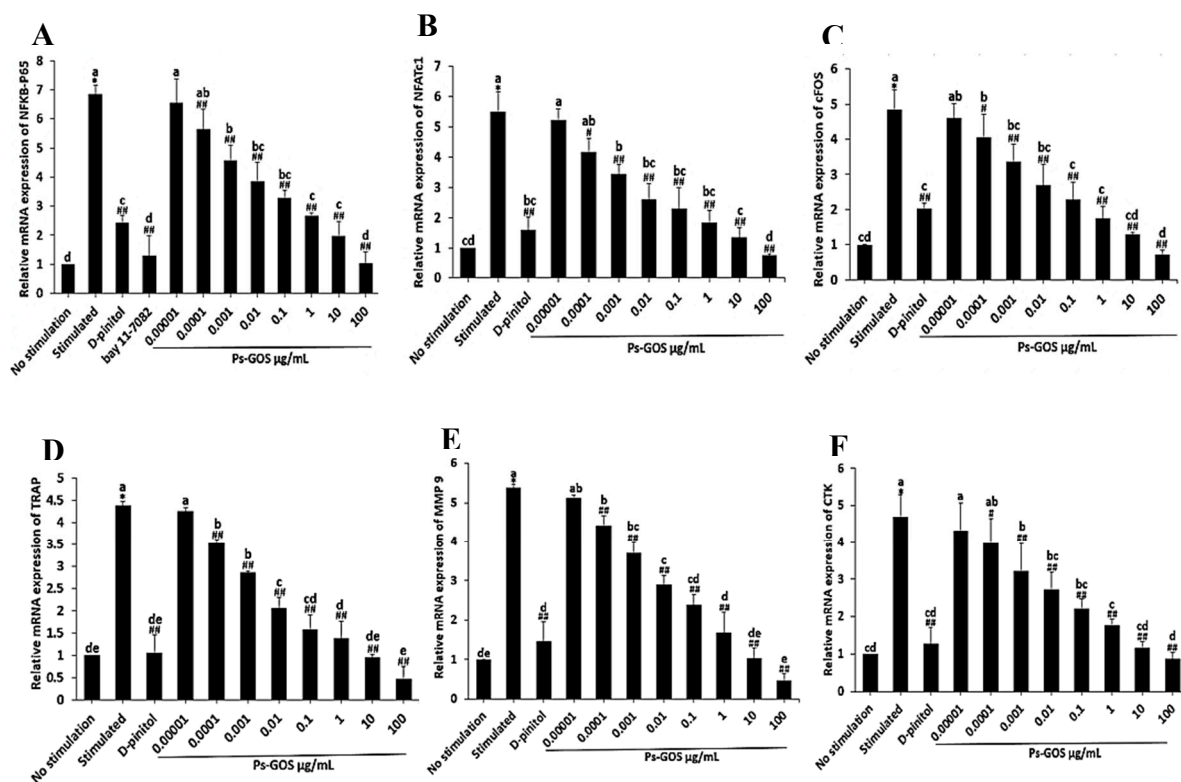 A
Relative mRNA expression of NFKB-P65
8
7
6
5
4
3
2
1
0
d
a
*
c
##
d
##
a
ab
##
b
##
bc
##
bc
##
c
##
c
##
d
##
No stimulation
Stimulated
D-pinitol
bay 11-7082
0.00001
0.0001
0.001
0.01
0.1
1
10
100
Ps-GOS µg/mL
B
Relative mRNA expression of NFATc1
7
6
5
4
3
2
1
0
cd
a
*
bc
##
a
b
#
b
##
bc
##
bc
##
bc
##
c
##
d
##
No stimulation
Stimulated
D-pinitol
0.00001
0.0001
0.001
0.01
0.1
1
10
100
Ps-GOS µg/mL
C
Relative mRNA expression of cFOS
6
5
4
3
2
1
0
cd
a
*
c
##
ab
b
#
bc
##
bc
##
c
##
c
##
cd
##
d
##
No stimulation
Stimulated
D-pinitol
0.00001
0.0001
0.001
0.01
0.1
1
10
100
Ps-GOS µg/mL
D
Relative mRNA expression of TRAP
5
4.5
4
3.5
3
2.5
2
1.5
1
0.5
0
de
a
*
de
##
a
b
##
b
##
c
##
cd
##
d
##
de
##
e
##
No stimulation
Stimulated
D-pinitol
0.00001
0.0001
0.001
0.01
0.1
1
10
100
Ps-GOS µg/mL
E
Relative mRNA expression of MMP 9
6
5
4
3
2
1
0
de
a
*
d
##
ab
b
##
bc
##
c
##
cd
##
d
##
de
##
e
##
No stimulation
Stimulated
D-pinitol
0.00001
0.0001
0.001
0.01
0.1
1
10
100
Ps-GOS µg/mL
F
Relative mRNA expression of CTK
6
5
4
3
2
1
0
cd
a
*
cd
##
a
ab
#
b
##
bc
##
bc
##
c
##
cd
##
d
##
No stimulation
Stimulated
D-pinitol
0.00001
0.0001
0.001
0.01
0.1
1
10
100
Ps-GOS µg/mL